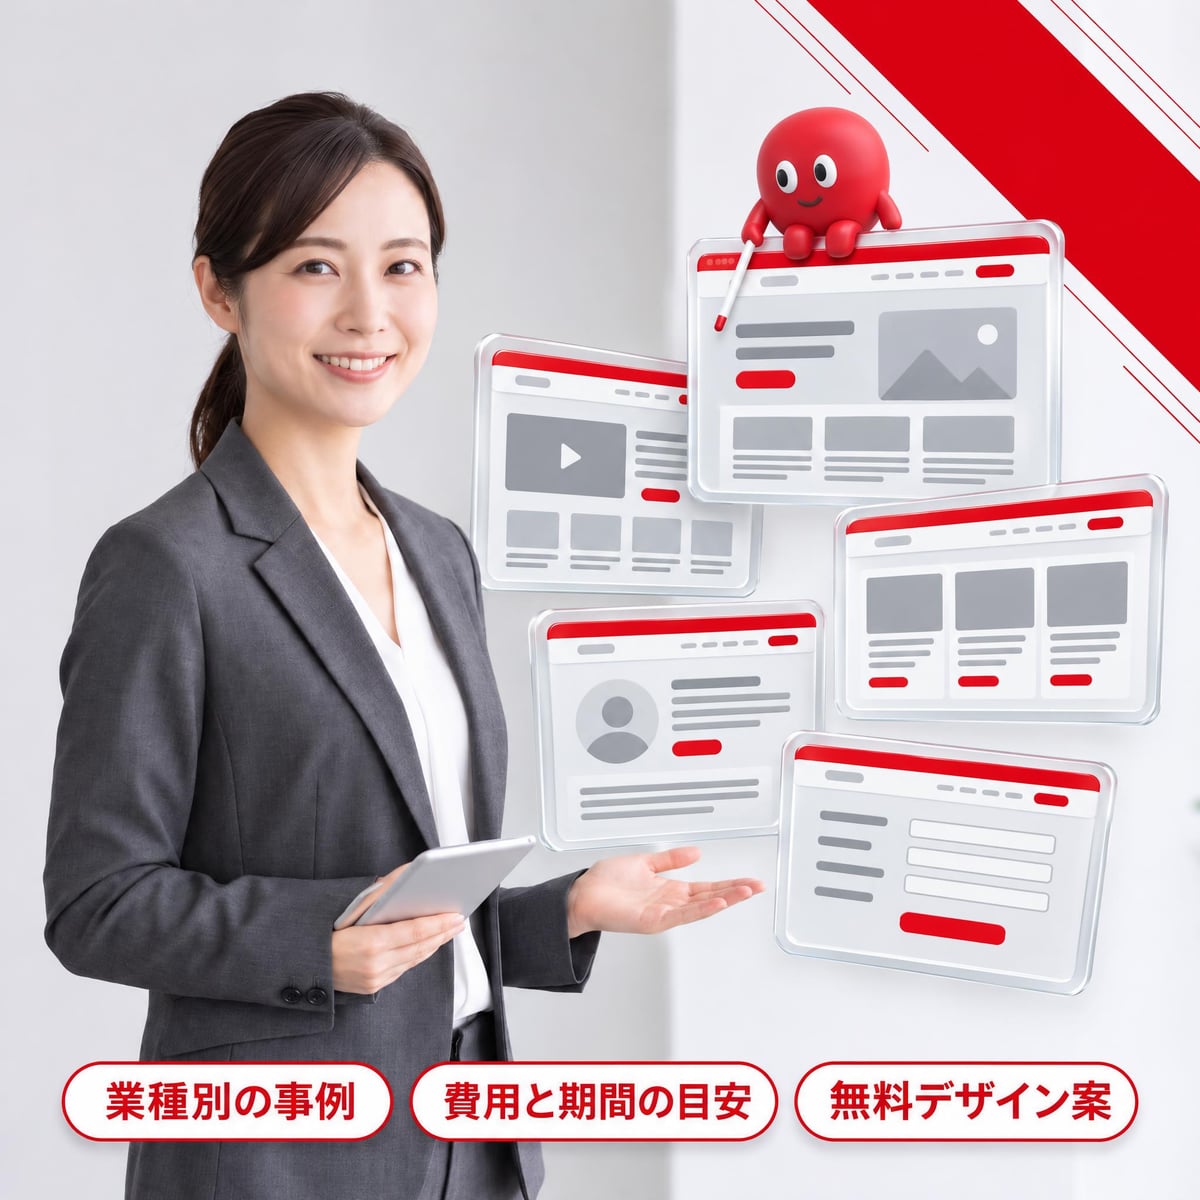 業種別の事例
費用と期間の目安
無料デザイン案